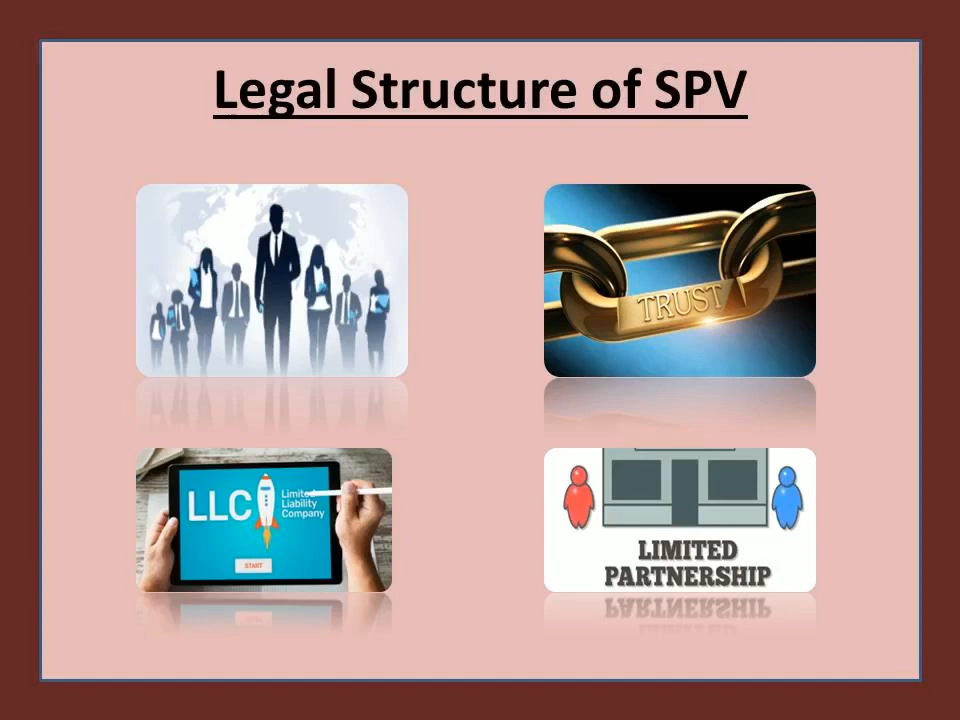 Legal Structure of SPV
TRUST
LLC
Limited
Liability
Company
START
LIMITED
PARTNERSHIP